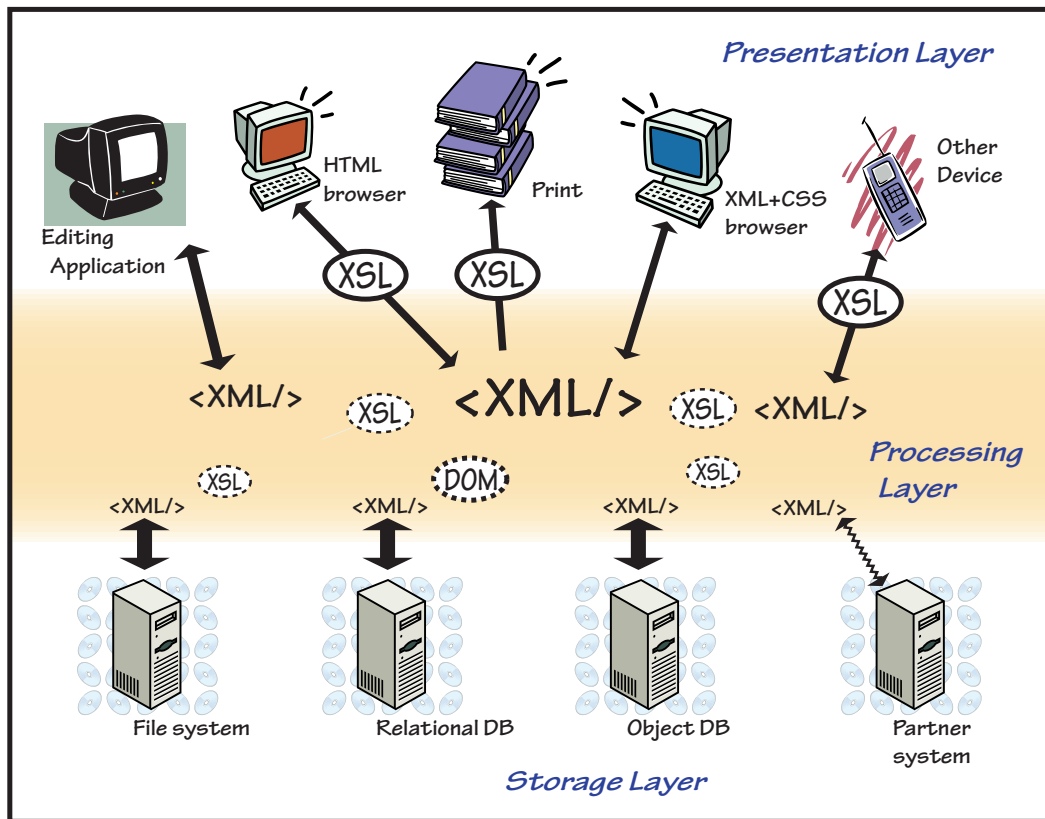 Presentation Layer
Editing
Application
HTML
browser
Print
XML+CSS
browser
Other
Device
XSL
XSL
XSL
<XML/>
XSL
<XML/>
XSL
<XML/>
Processing
Layer
XSL
DOM
XSL
<XML/>
<XML/>
<XML/>
<XML/>
File system
Relational DB
Object DB
Partner
system
Storage Layer